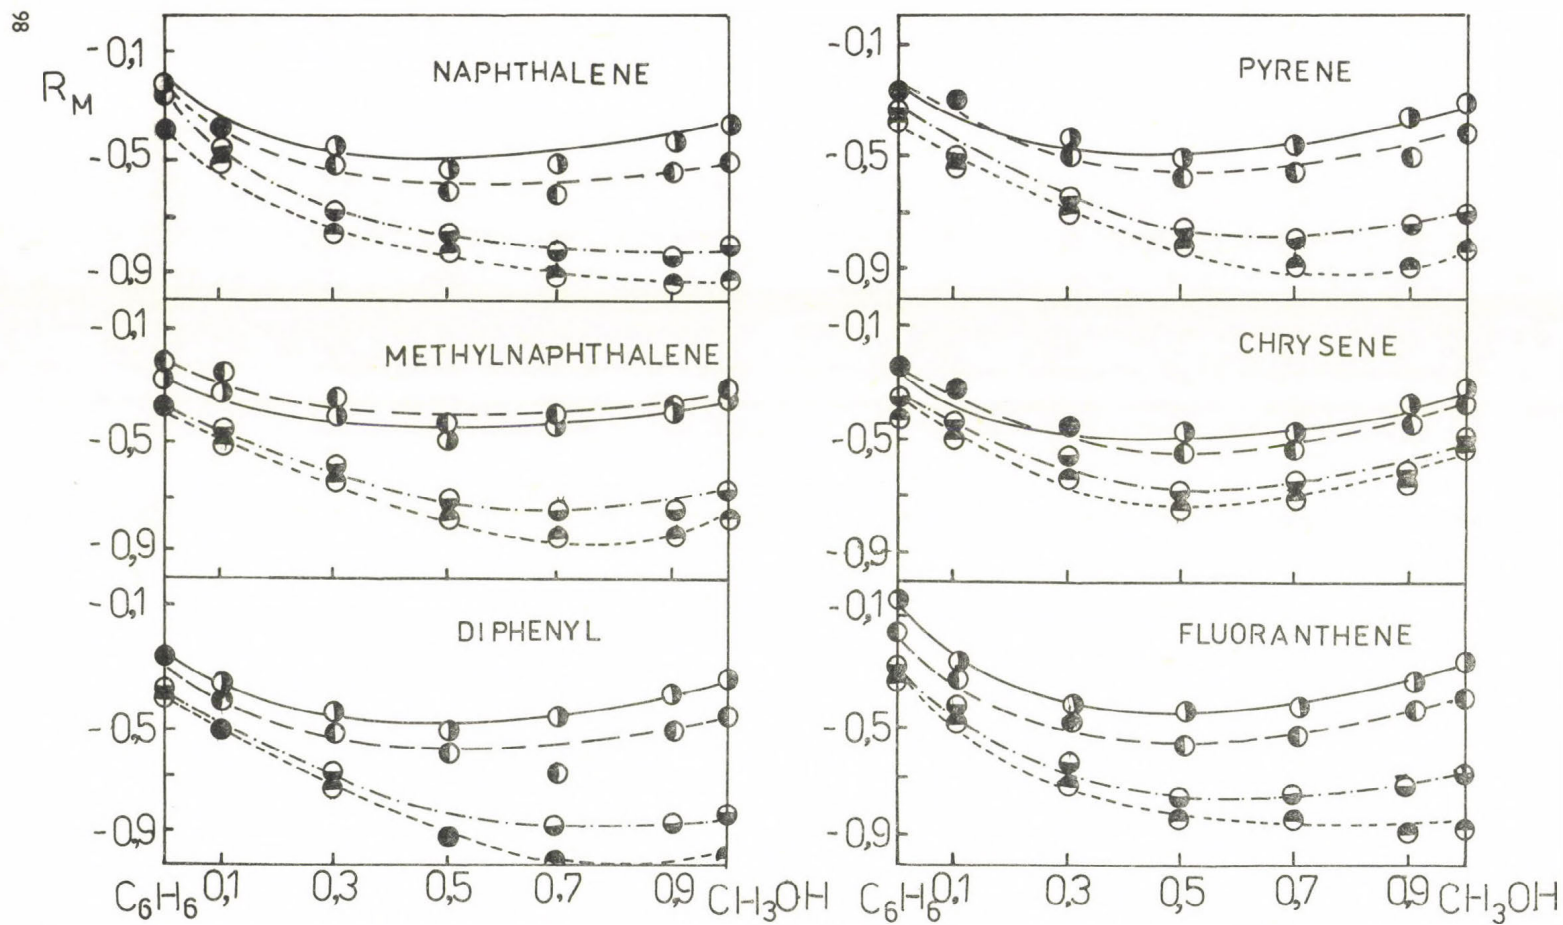 86
R_M
NAPHTHALENE
-0,1
-0,5
-0,9
METHYLNAPHTHALENE
-0,1
-0,5
-0,9
DIPHENYL
-0,1
-0,5
-0,9
C6H6 0,1 0,3 0,5 0,7 0,9 CH3OH
PYRENE
-0,1
-0,5
-0,9
CHRYSENE
-0,1
-0,5
-0,9
FLUORANTHENE
-0,1
-0,5
-0,9
C6H6 0,1 0,3 0,5 0,7 0,9 CH3OH